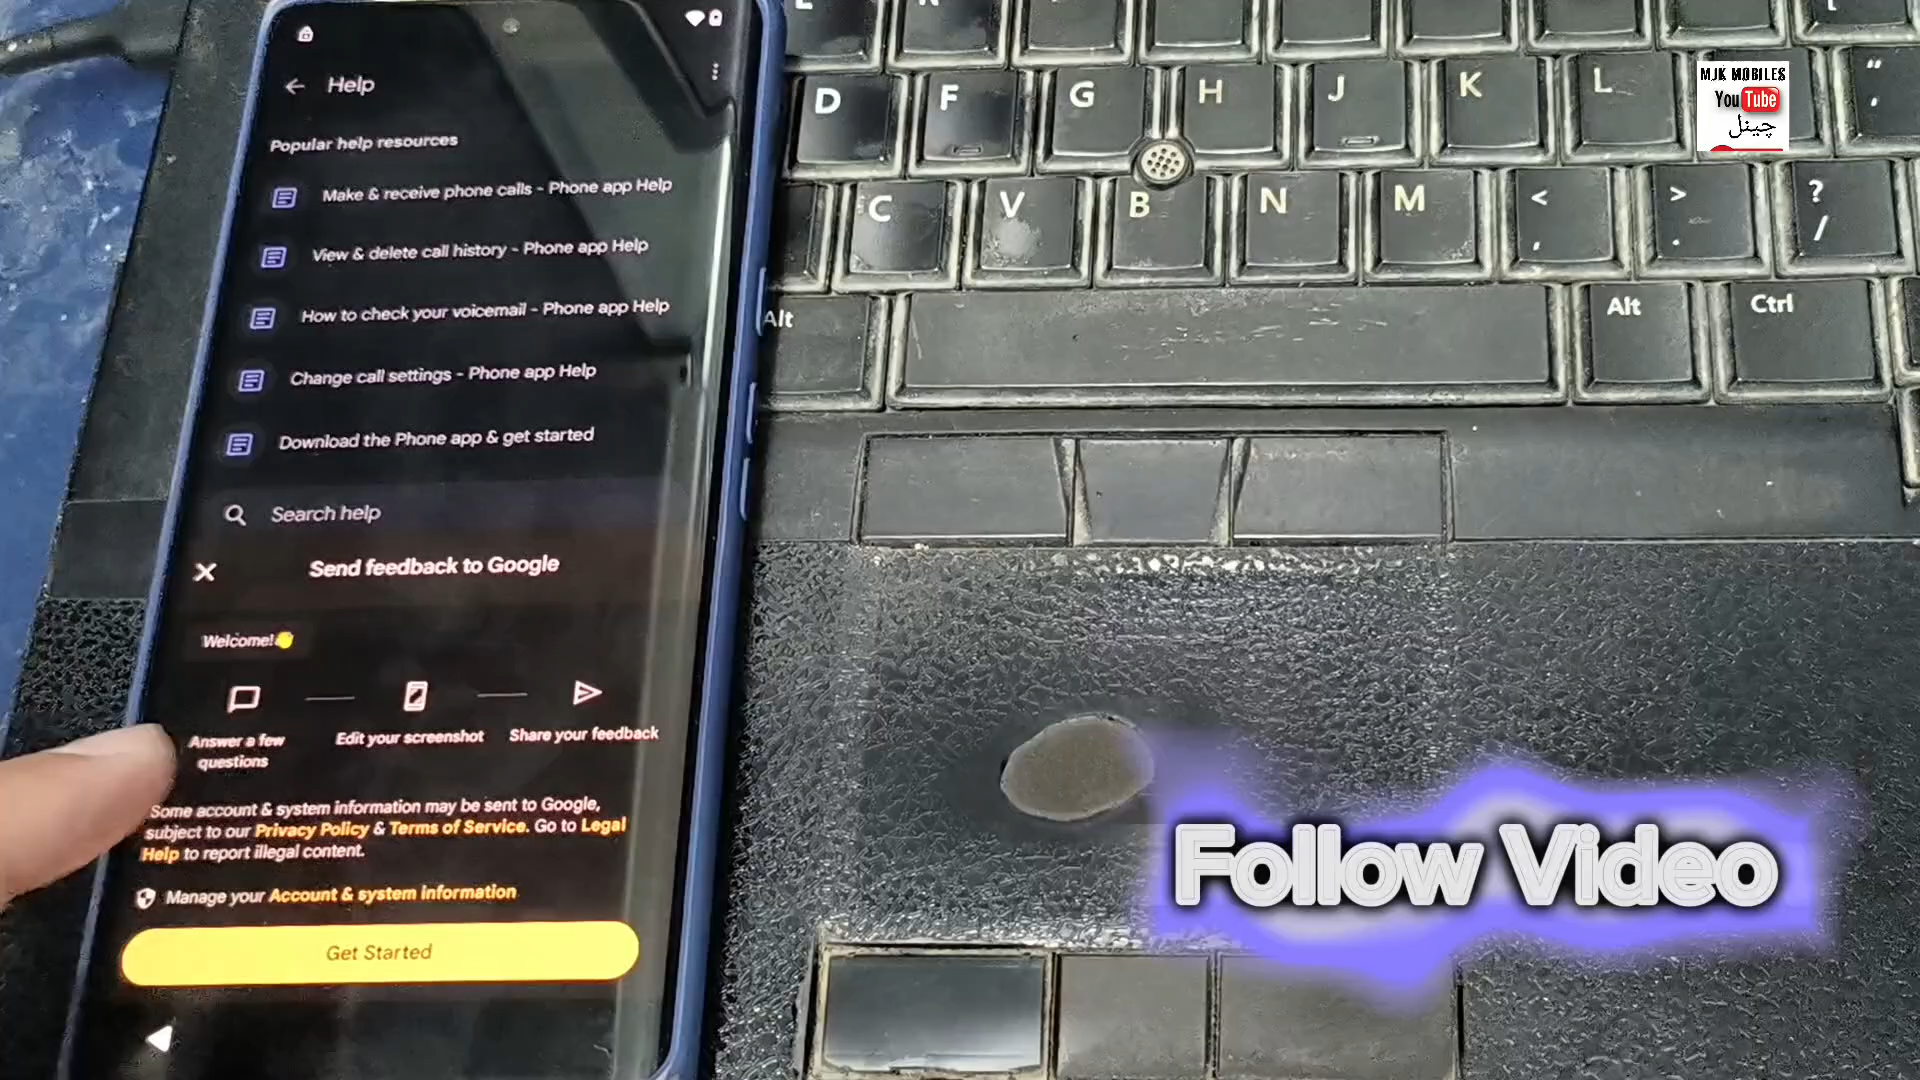 Help
Popular help resources
Make & receive phone calls - Phone app Help
View & delete call history - Phone app Help
How to check your voicemail - Phone app Help
Change call settings - Phone app Help
Download the Phone app & get started
Search help
Send feedback to Google
Welcome!👋
Answer a few
questions
Edit your screenshot
Share your feedback
Some account & system information may be sent to Google,
subject to our Privacy Policy & Terms of Service. Go to Legal
Help to report illegal content.
Manage your Account & system information
Get Started
D F G H J K L "
C V B N M < , > . ? /
Alt Alt Ctrl
MJK MOBILES
YouTube
چینل
Follow Video